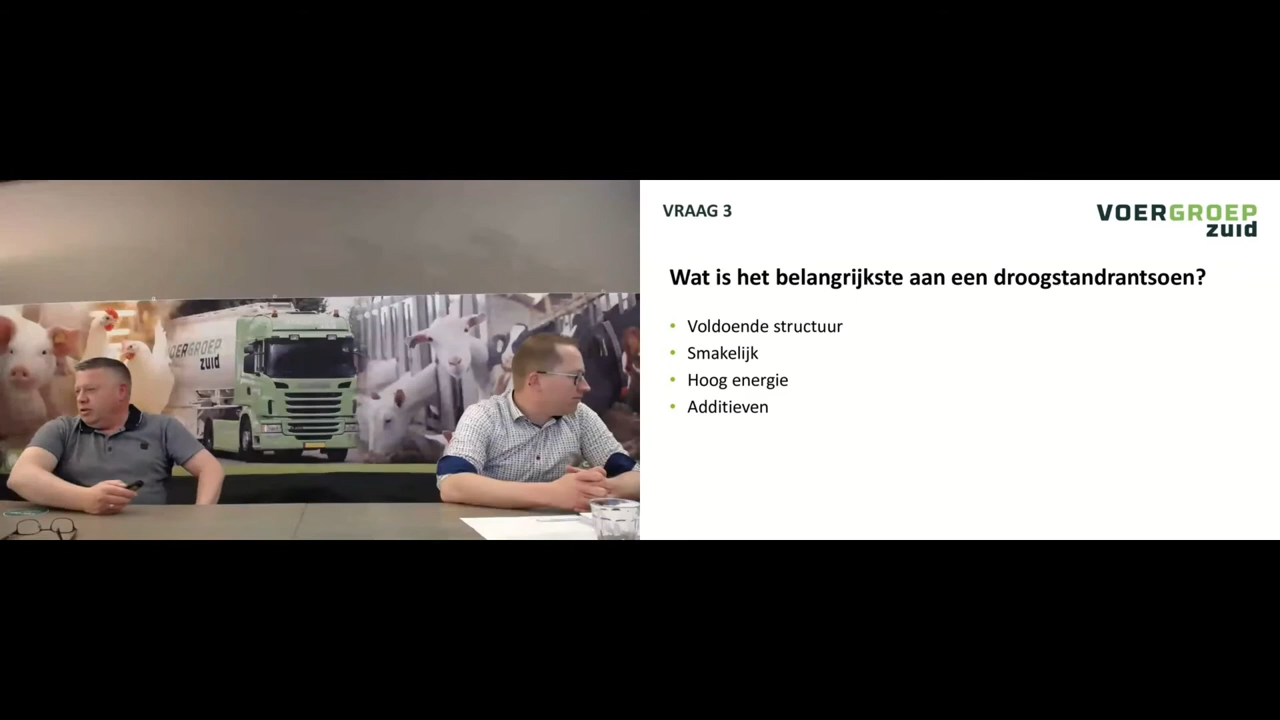 VRAAG 3
VOERGROEP
zuid
Wat is het belangrijkste aan een droogstandrantsoen?
• Voldoende structuur
• Smakelijk
• Hoog energie
• Additieven
VOERGROEP
zuid